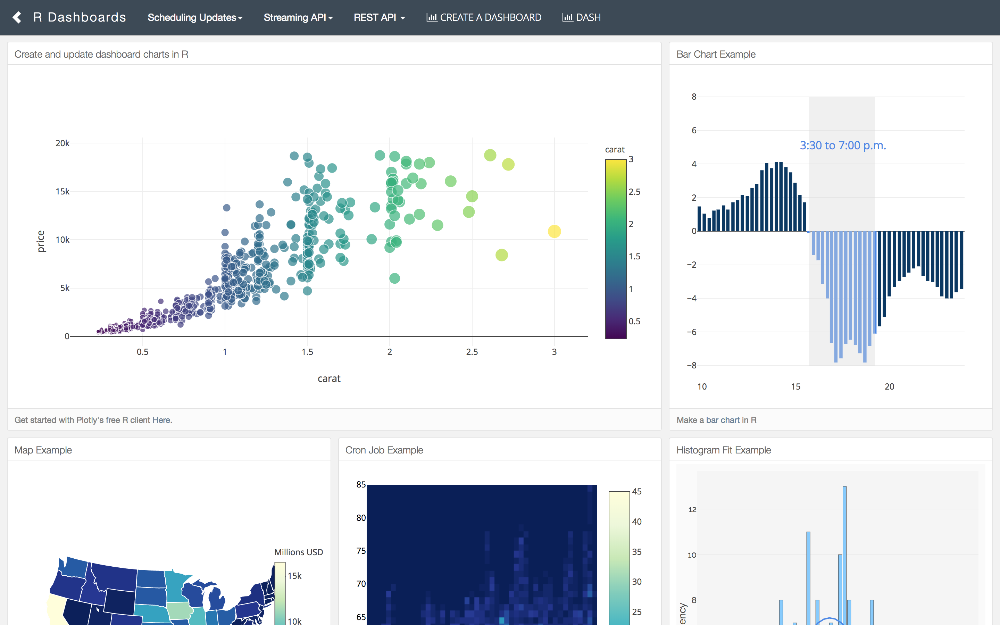 R Dashboards Scheduling Updates Streaming API REST API CREATE A DASHBOARD DASH
Create and update dashboard charts in R
20k
15k
10k
5k
0
price
0.5 1 1.5 2 2.5 3
carat
carat
3
2.5
2
1.5
1
0.5
Get started with Plotly's free R client Here.
Bar Chart Example
8
6
4
2
0
−2
−4
−6
−8
3:30 to 7:00 p.m.
10 15 20
Make a bar chart in R
Map Example
Millions USD
15k
10k
Cron Job Example
85
80
75
70
65
45
40
35
30
25
Histogram Fit Example
12
10
8
ency